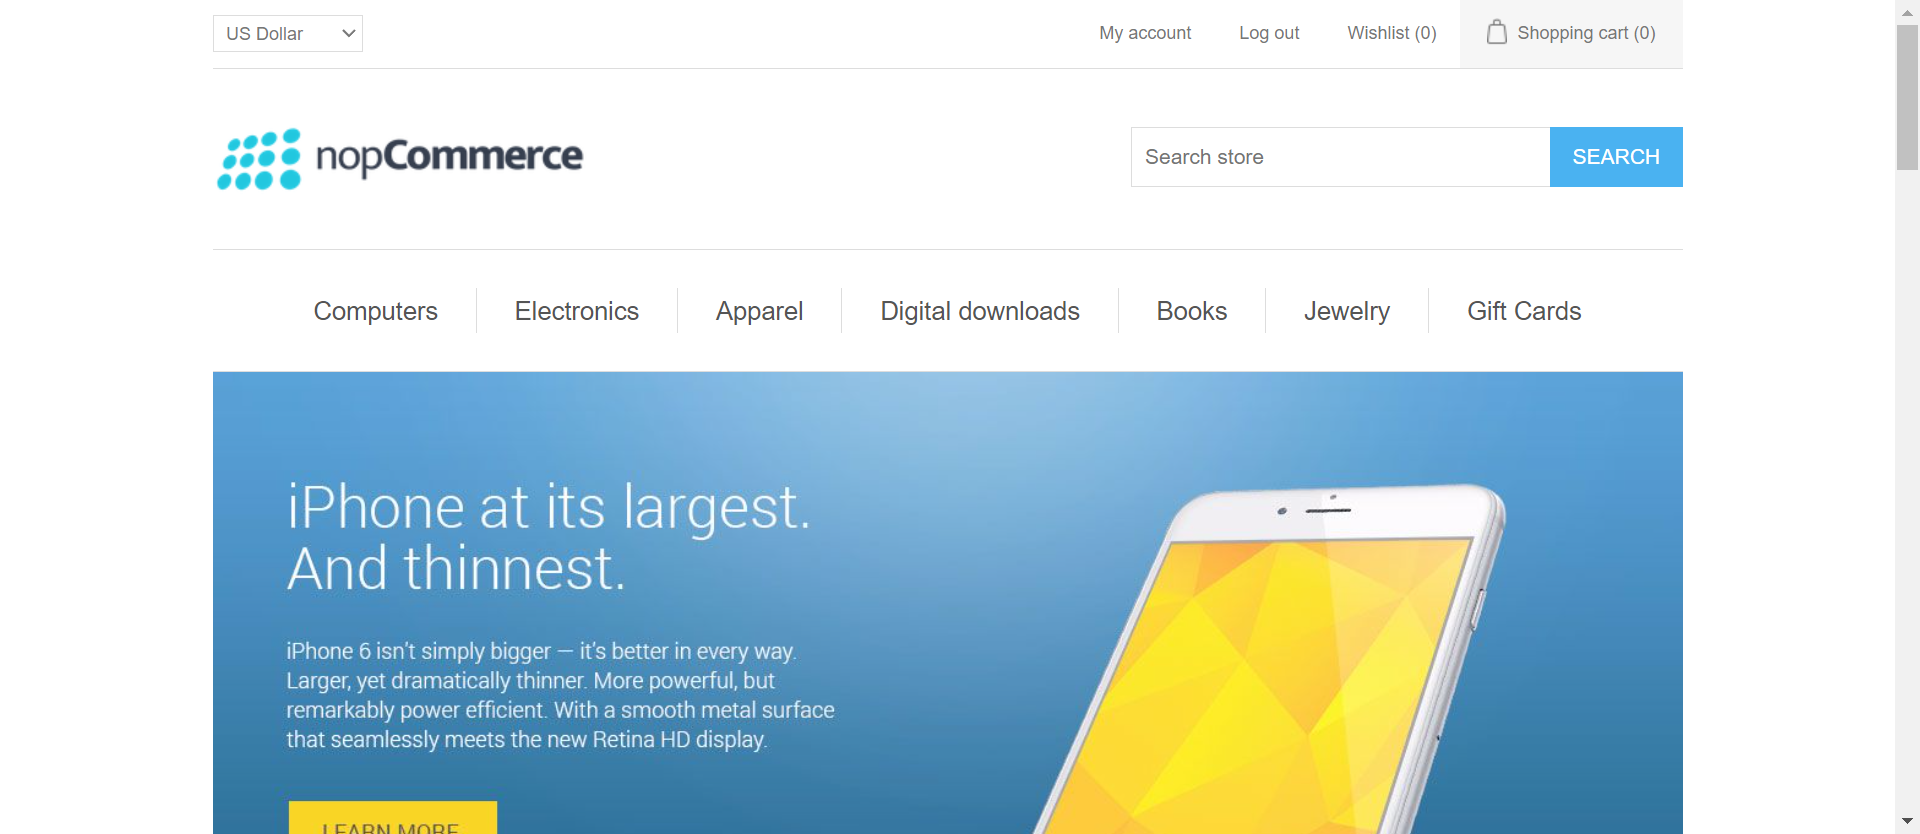 US Dollar
My account
Log out
Wishlist (0)
Shopping cart (0)
nopCommerce
Search store
SEARCH
Computers
Electronics
Apparel
Digital downloads
Books
Jewelry
Gift Cards
iPhone at its largest.
And thinnest.
iPhone 6 isn't simply bigger — it's better in every way.
Larger, yet dramatically thinner. More powerful, but
remarkably power efficient. With a smooth metal surface
that seamlessly meets the new Retina HD display.
LEARN MORE